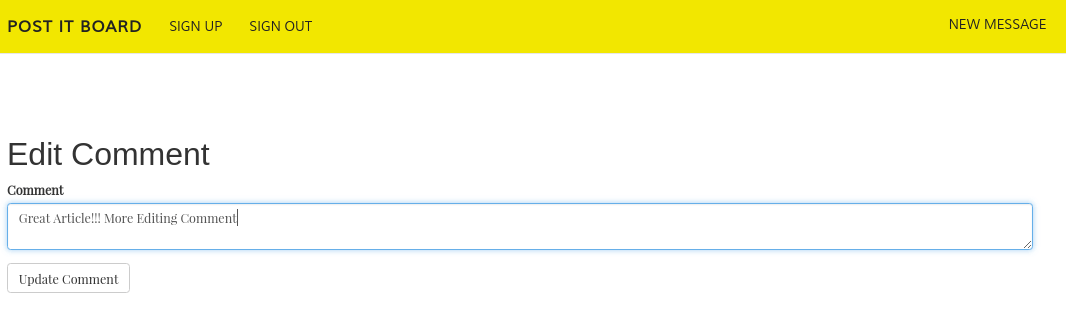 POST IT BOARD SIGN UP SIGN OUT NEW MESSAGE
Edit Comment
Comment
Great Article!!! More Editing Comment
Update Comment